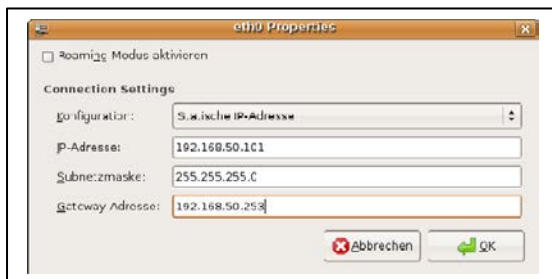 eth0 Properties
Roaming Modus aktivieren
Connection Settings
Konfiguration: Statische IP-Adresse
IP-Adresse: 192.168.50.101
Subnetzmaske: 255.255.255.0
Gateway Adresse: 192.168.50.253
Abbrechen OK